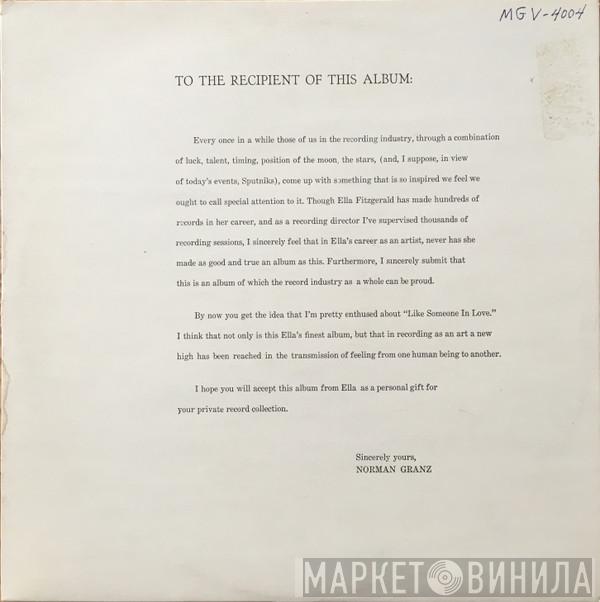 MGV-4004
TO THE RECIPIENT OF THIS ALBUM:
Every once in a while those of us in the recording industry, through a combination
of luck, talent, timing, position of the moon, the stars, (and, I suppose, in view
of today's events, Sputniks), come up with something that is so inspired we feel we
ought to call special attention to it. Though Ella Fitzgerald has made hundreds of
records in her career, and as a recording director I've supervised thousands of
recording sessions, I sincerely feel that in Ella's career as an artist, never has she
made as good and true an album as this. Furthermore, I sincerely submit that
this is an album of which the record industry as a whole can be proud.
By now you get the idea that I'm pretty enthused about "Like Someone In Love."
I think that not only is this Ella's finest album, but that in recording as an art a new
high has been reached in the transmission of feeling from one human being to another.
I hope you will accept this album from Ella as a personal gift for
your private record collection.
Sincerely yours,
NORMAN GRANZ
МАРКЕТ ВИНИЛА